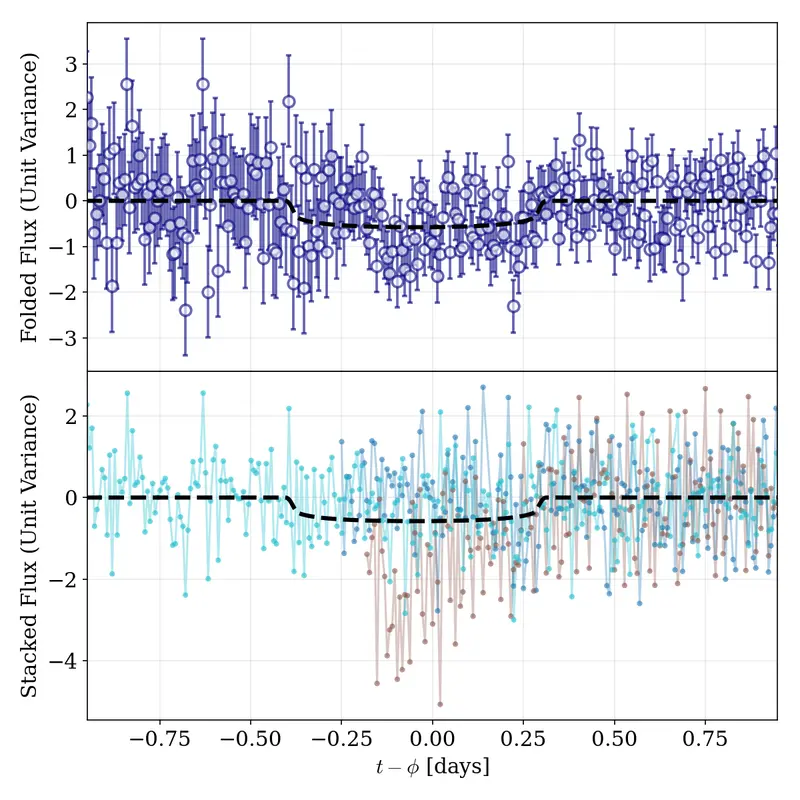 Folded Flux (Unit Variance)
3
2
1
0
−1
−2
−3
Stacked Flux (Unit Variance)
2
0
−2
−4
−0.75 −0.50 −0.25 0.00 0.25 0.50 0.75
t − ϕ [days]